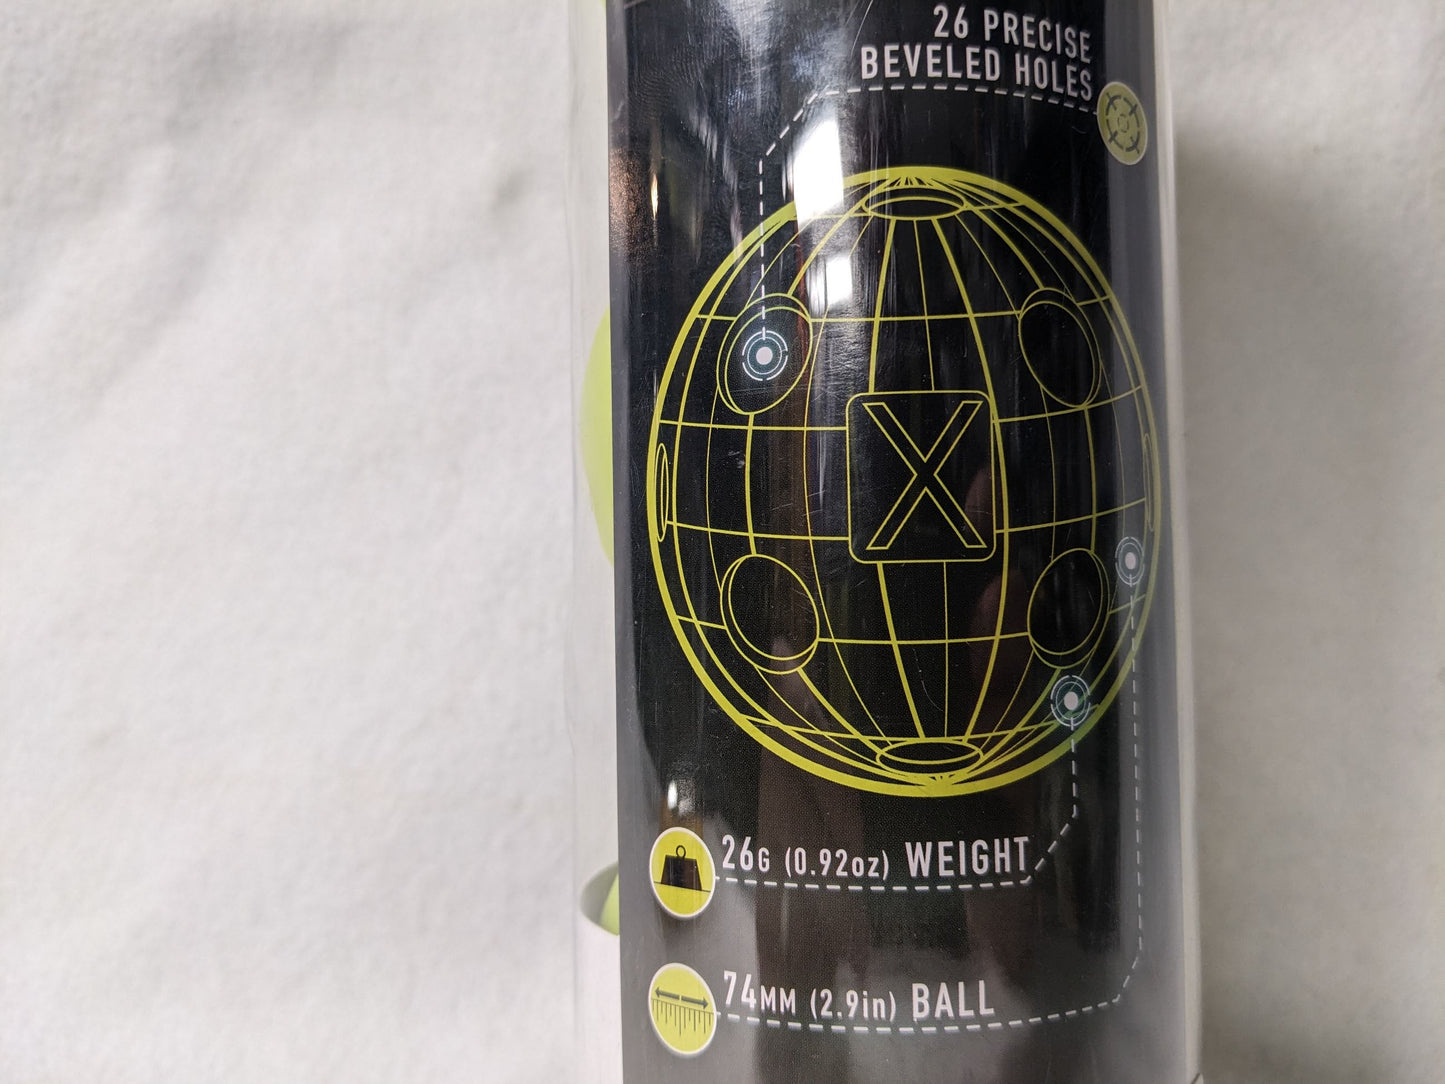 26 PRECISE
BEVELED HOLES
X
26G (0.92oz) WEIGHT
74MM (2.9in) BALL